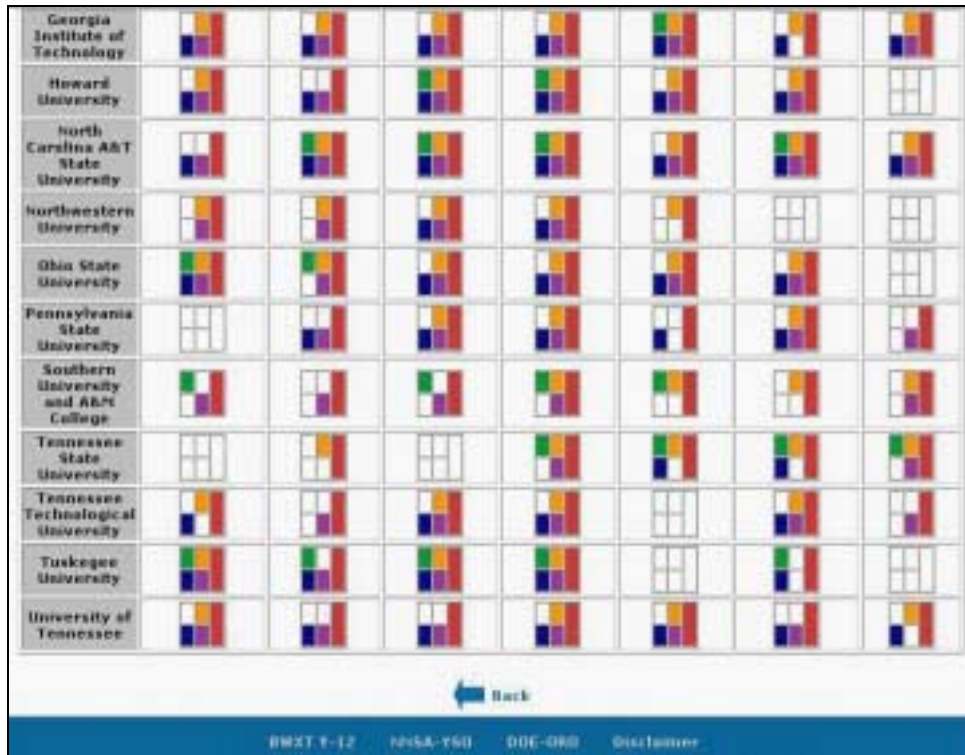 Georgia
Institute of
Technology
Howard
University
North
Carolina A&T
State
University
Northwestern
University
Ohio State
University
Pennsylvania
State
University
Southern
University
and A&M
College
Tennessee
State
University
Tennessee
Technological
University
Tuskegee
University
University of
Tennessee
Back
BWXT Y-12 NNSA-YSO DOE-ORO Disclaimer